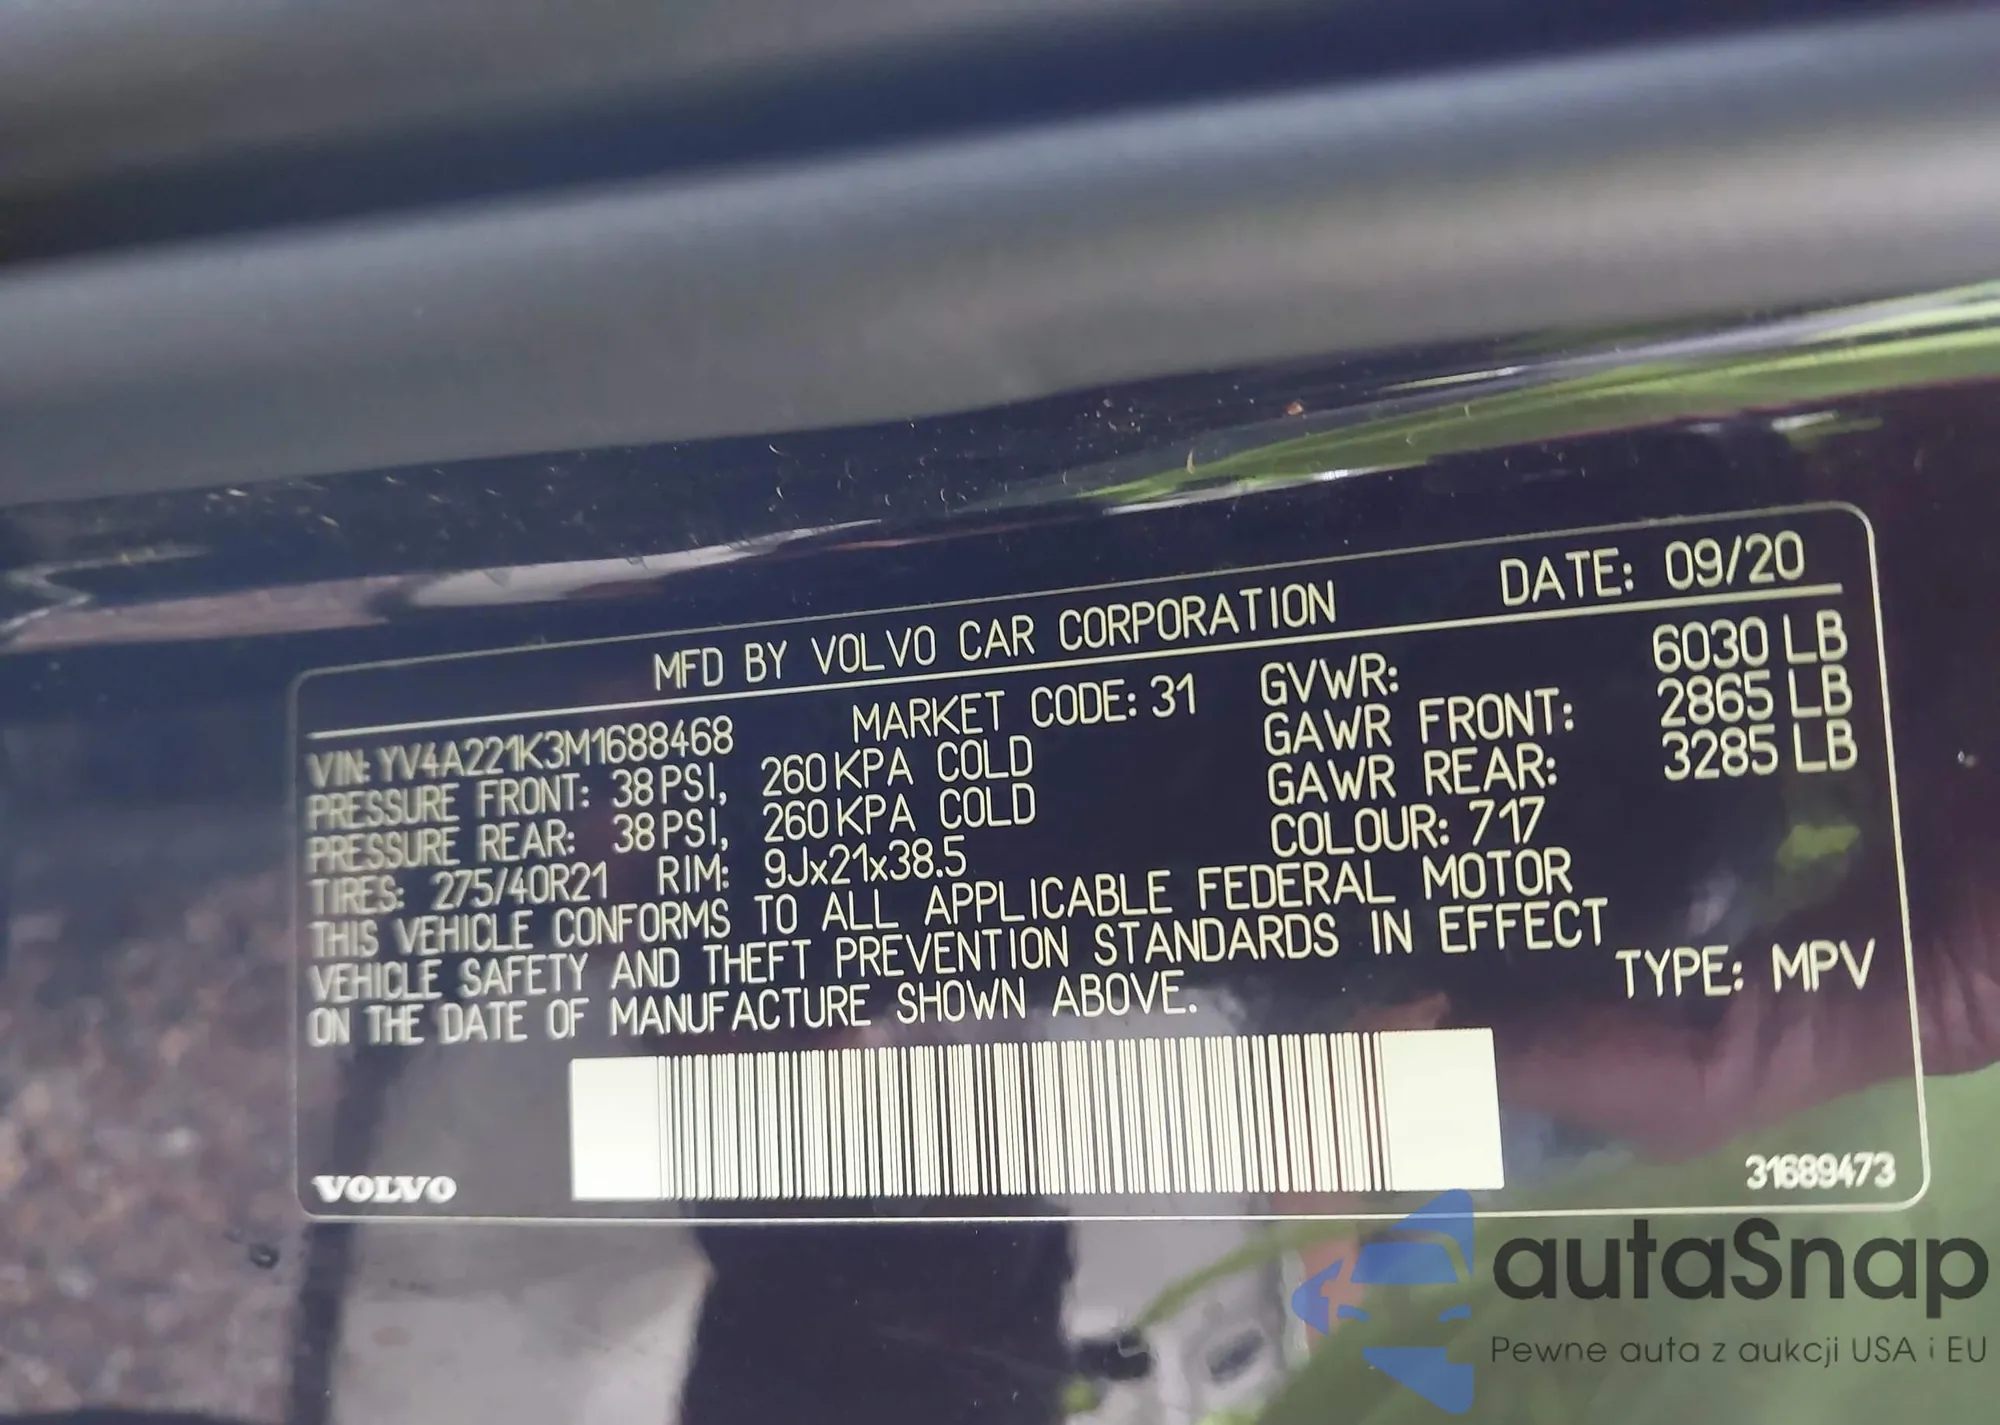 MFD BY VOLVO CAR CORPORATION DATE: 09/20
VIN: YV4A221K3M1688468 MARKET CODE: 31 GVWR: 6030 LB
PRESSURE FRONT: 38 PSI, 260 KPA COLD GAWR FRONT: 2865 LB
PRESSURE REAR: 38 PSI, 260 KPA COLD GAWR REAR: 3285 LB
TIRES: 275/40R21 RIM: 9Jx21x38.5 COLOUR: 717
THIS VEHICLE CONFORMS TO ALL APPLICABLE FEDERAL MOTOR
VEHICLE SAFETY AND THEFT PREVENTION STANDARDS IN EFFECT
ON THE DATE OF MANUFACTURE SHOWN ABOVE. TYPE: MPV
VOLVO 31689473
autaSnap
Pewne auta z aukcji USA i EU